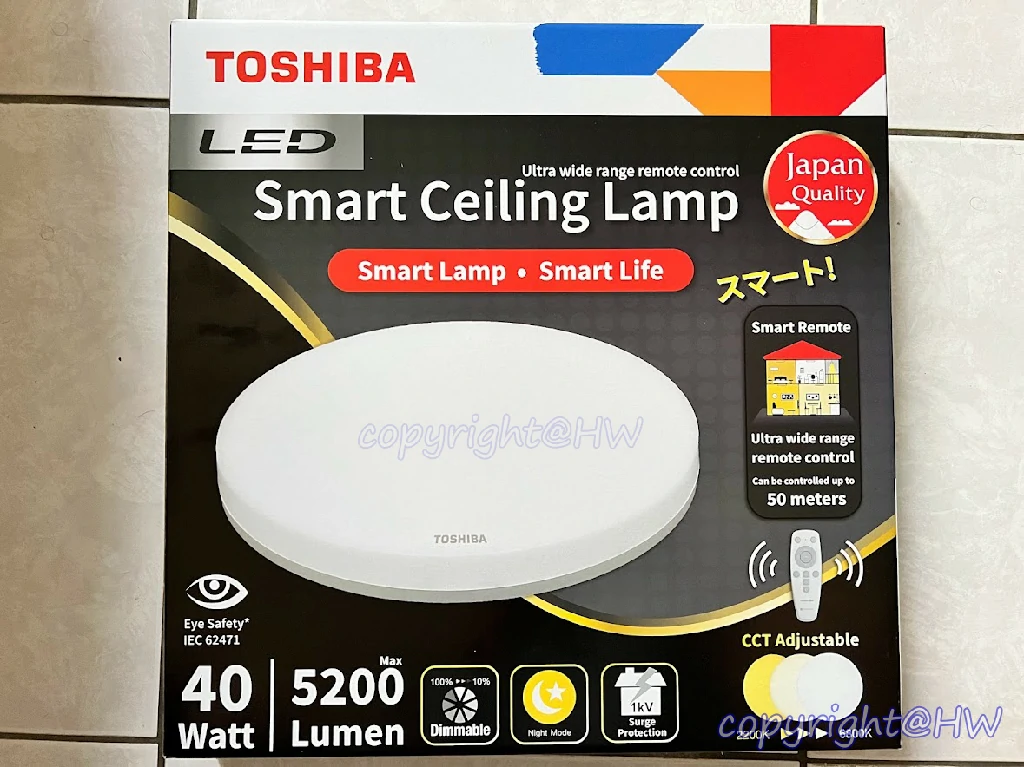 TOSHIBA
LED
Ultra wide range remote control
Smart Ceiling Lamp
Japan
Quality
Smart Lamp • Smart Life
スマート!
Smart Remote
Ultra wide range
remote control
Can be controlled up to
50 meters
copyright@HW
TOSHIBA
Eye Safety*
IEC 62471
CCT Adjustable
40
Watt
Max
5200
Lumen
100% ▸▸▸ 10%
Dimmable
Night Mode
1kV
Surge
Protection
copyright@HW
2200K ▸ ▸ ▸ 6500K